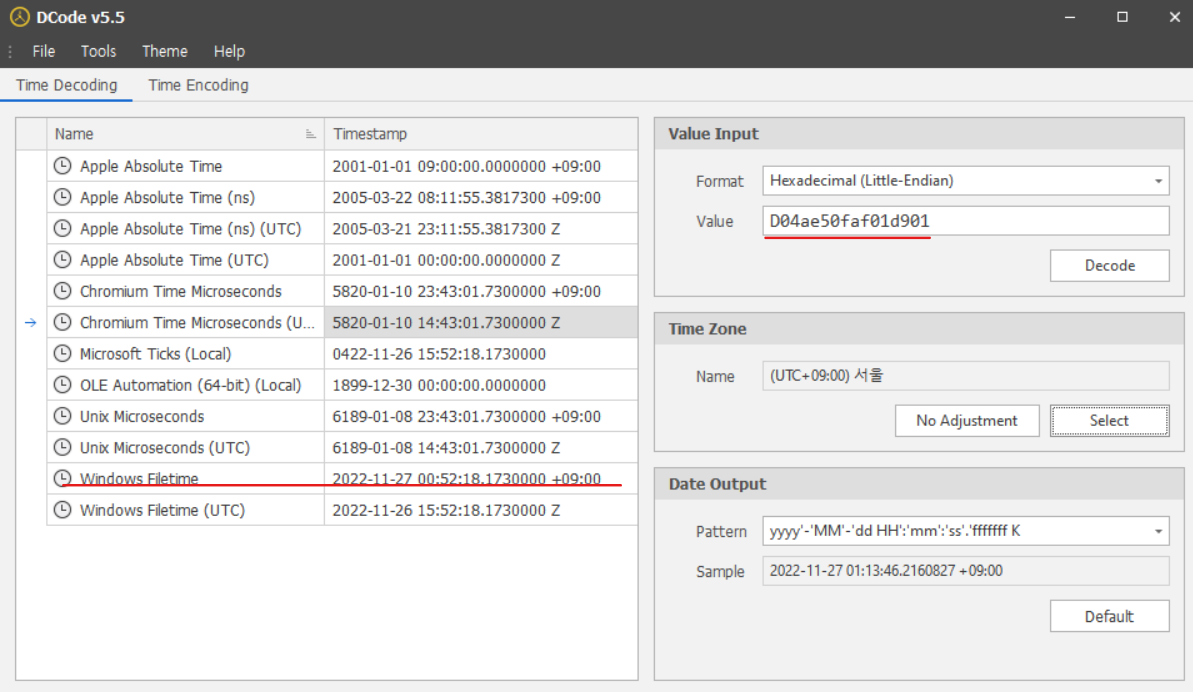 DCode v5.5
File Tools Theme Help
Time Decoding Time Encoding
Name Timestamp
Apple Absolute Time 2001-01-01 09:00:00.0000000 +09:00
Apple Absolute Time (ns) 2005-03-22 08:11:55.3817300 +09:00
Apple Absolute Time (ns) (UTC) 2005-03-21 23:11:55.3817300 Z
Apple Absolute Time (UTC) 2001-01-01 00:00:00.0000000 Z
Chromium Time Microseconds 5820-01-10 23:43:01.7300000 +09:00
Chromium Time Microseconds (U... 5820-01-10 14:43:01.7300000 Z
Microsoft Ticks (Local) 0422-11-26 15:52:18.1730000
OLE Automation (64-bit) (Local) 1899-12-30 00:00:00.0000000
Unix Microseconds 6189-01-08 23:43:01.7300000 +09:00
Unix Microseconds (UTC) 6189-01-08 14:43:01.7300000 Z
Windows Filetime 2022-11-27 00:52:18.1730000 +09:00
Windows Filetime (UTC) 2022-11-26 15:52:18.1730000 Z
Value Input
Format Hexadecimal (Little-Endian)
Value D04ae50faf01d901
Decode
Time Zone
Name (UTC+09:00) 서울
No Adjustment Select
Date Output
Pattern yyyy'-'MM'-'dd HH':'mm':'ss'.'fffffff K
Sample 2022-11-27 01:13:46.2160827 +09:00
Default